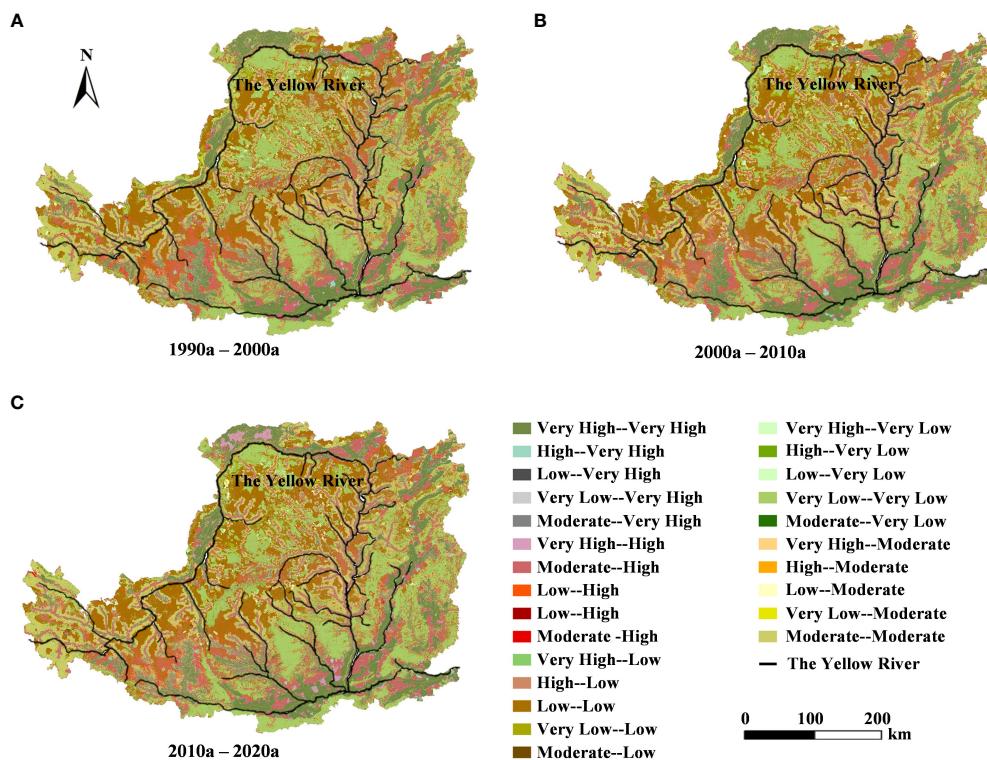 A
N
The Yellow River
1990a – 2000a
B
The Yellow River
2000a – 2010a
C
The Yellow River
2010a – 2020a
Very High--Very High
High--Very High
Low--Very High
Very Low--Very High
Moderate--Very High
Very High--High
Moderate--High
Low--High
Low--High
Moderate -High
Very High--Low
High--Low
Low--Low
Very Low--Low
Moderate--Low
Very High--Very Low
High--Very Low
Low--Very Low
Very Low--Very Low
Moderate--Very Low
Very High--Moderate
High--Moderate
Low--Moderate
Very Low--Moderate
Moderate--Moderate
The Yellow River
0 100 200
km